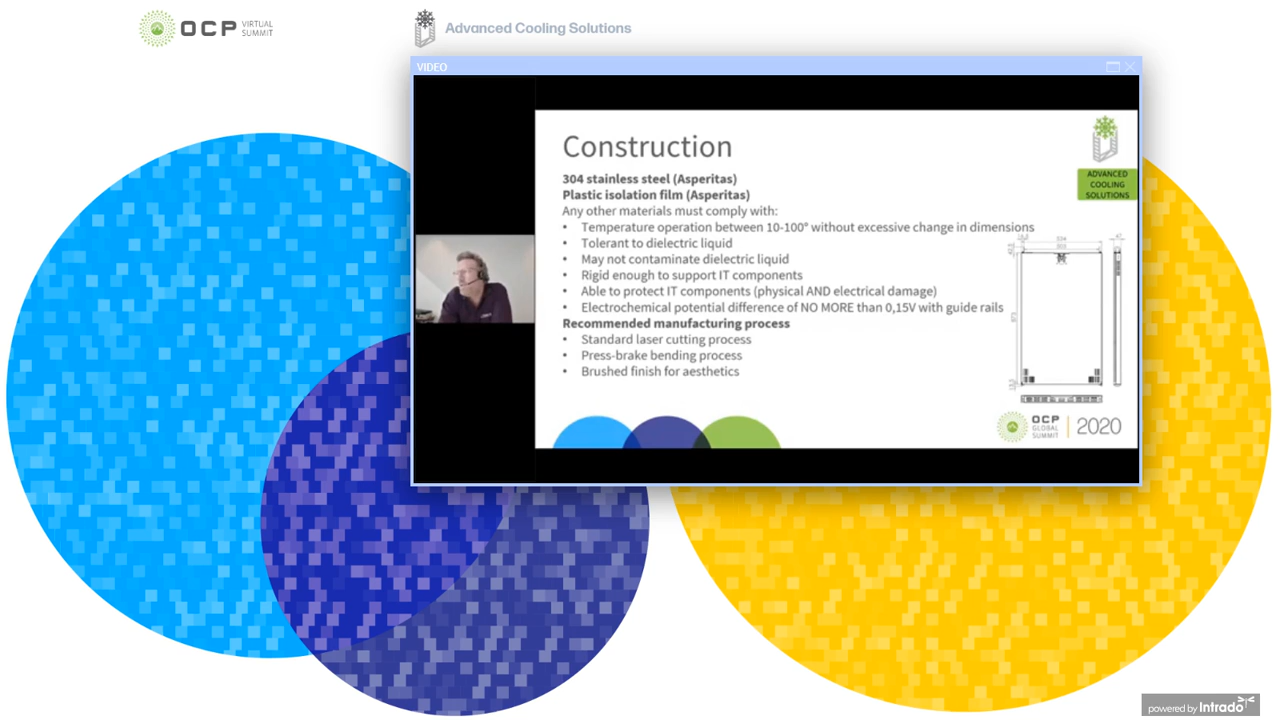 OCP VIRTUAL SUMMIT
Advanced Cooling Solutions
VIDEO
Construction
ADVANCED
COOLING
SOLUTIONS
304 stainless steel (Asperitas)
Plastic isolation film (Asperitas)
Any other materials must comply with:
• Temperature operation between 10-100° without excessive change in dimensions
• Tolerant to dielectric liquid
• May not contaminate dielectric liquid
• Rigid enough to support IT components
• Able to protect IT components (physical AND electrical damage)
• Electrochemical potential difference of NO MORE than 0,15V with guide rails
Recommended manufacturing process
• Standard laser cutting process
• Press-brake bending process
• Brushed finish for aesthetics
OCP GLOBAL SUMMIT 2020
powered by Intrado